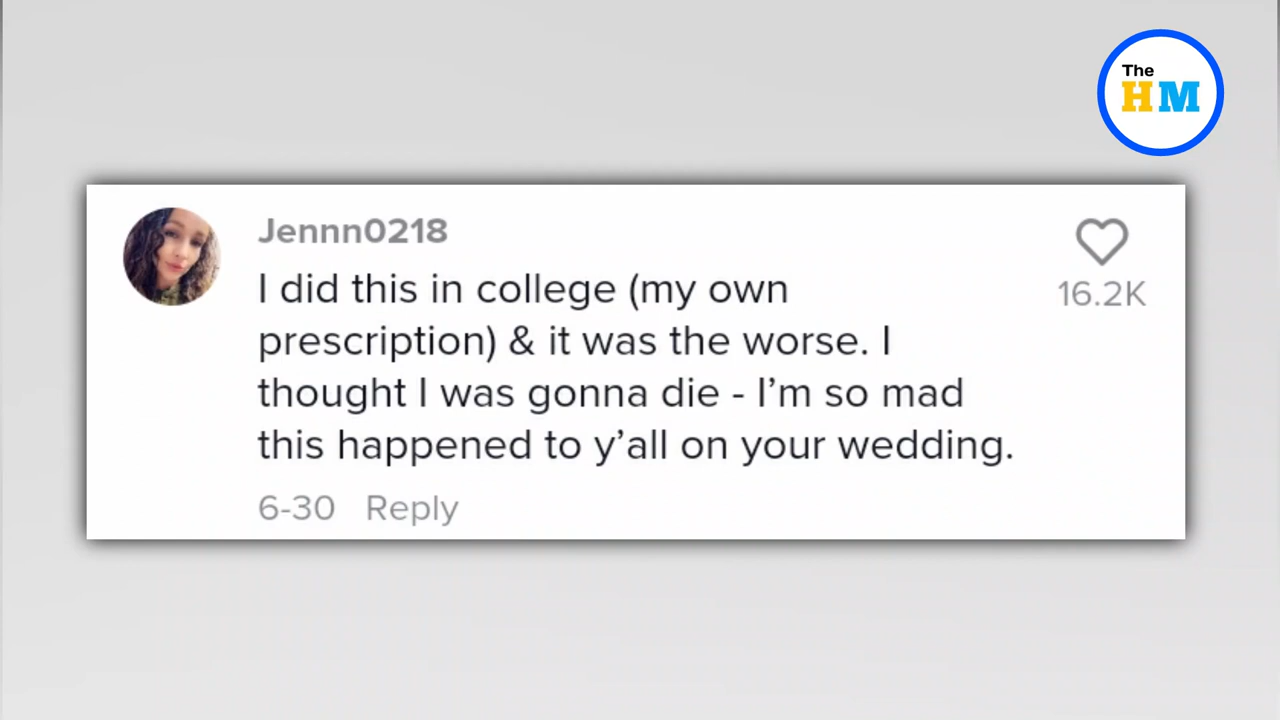 The
HM
Jennn0218
I did this in college (my own
prescription) & it was the worse. I
thought I was gonna die - I’m so mad
this happened to y’all on your wedding.
16.2K
6-30 Reply